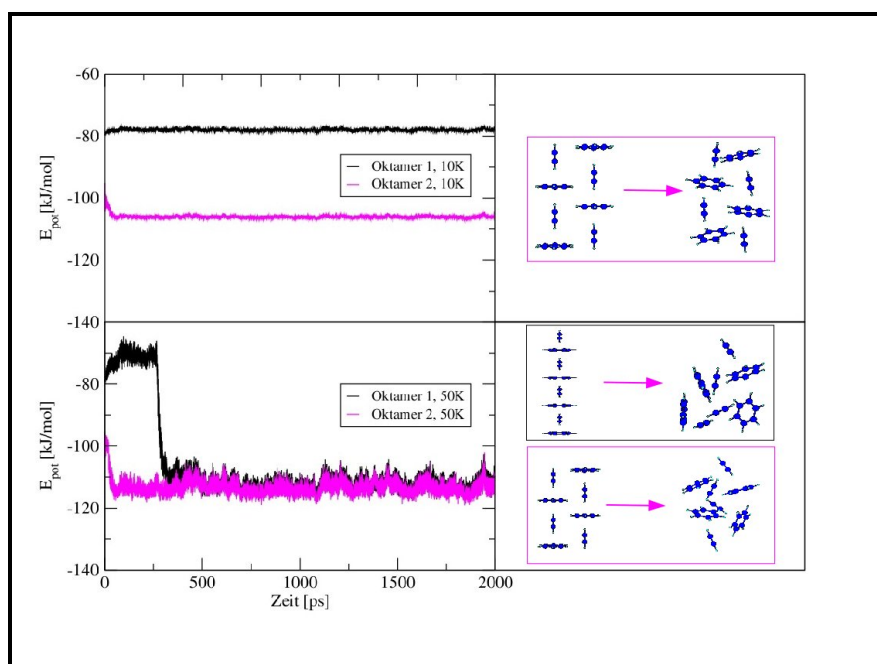 -60
-80
-100
-120
-140
E_pot [kJ/mol]
Oktamer 1, 10K
Oktamer 2, 10K
-80
-100
-120
-140
E_pot [kJ/mol]
Oktamer 1, 50K
Oktamer 2, 50K
0
500
1000
1500
2000
Zeit [ps]